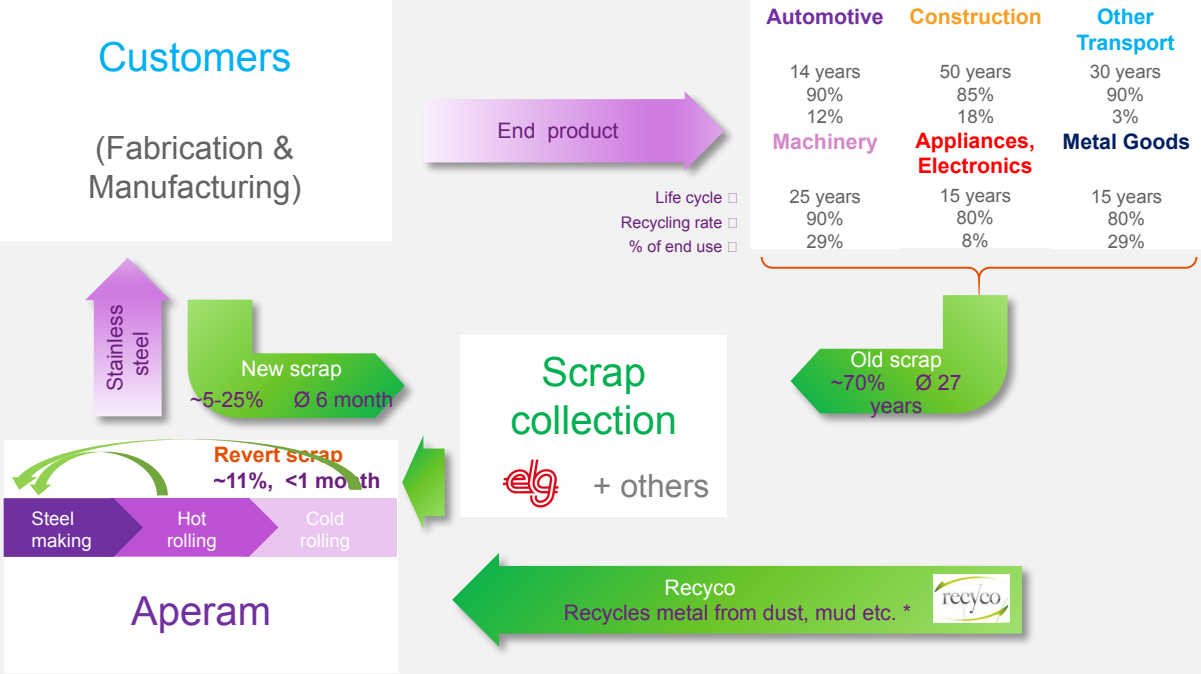 Customers
(Fabrication &
Manufacturing)
End product
Life cycle
Recycling rate
% of end use
Automotive
14 years
90%
12%
Construction
50 years
85%
18%
Other
Transport
30 years
90%
3%
Machinery
25 years
90%
29%
Appliances,
Electronics
15 years
80%
8%
Metal Goods
15 years
80%
29%
Stainless
steel
New scrap
~5-25% Ø 6 month
Scrap
collection
elg + others
Old scrap
~70% Ø 27
years
Revert scrap
~11%, <1 month
Steel
making
Hot
rolling
Cold
rolling
Aperam
Recyco
Recycles metal from dust, mud etc. *
recyco